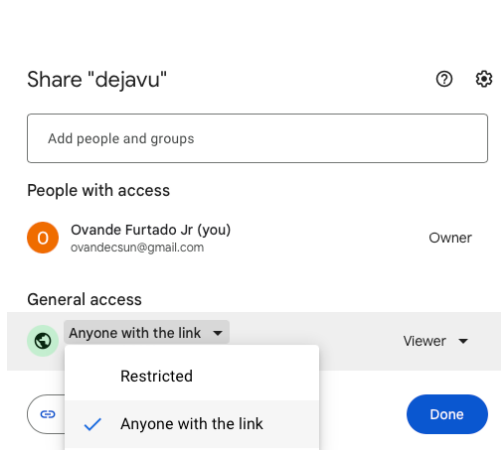 Share "dejavu"
Add people and groups
People with access
O
Ovande Furtado Jr (you)
ovandecsun@gmail.com
Owner
General access
Anyone with the link
Viewer
Restricted
Anyone with the link
Done